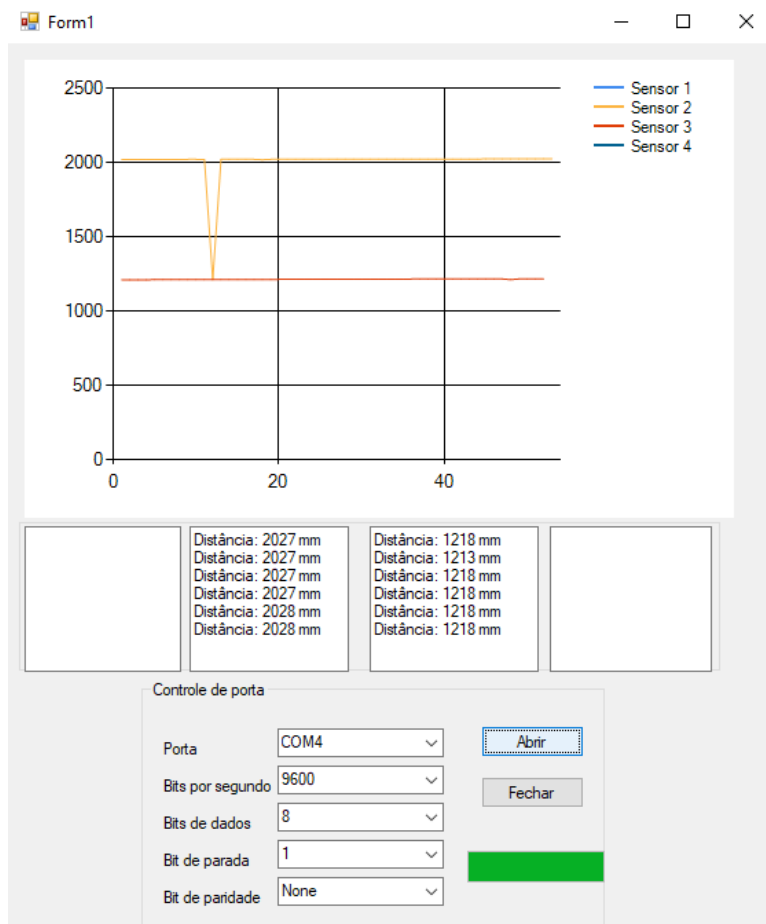 Form1
2500
2000
1500
1000
500
0
0 20 40
Sensor 1
Sensor 2
Sensor 3
Sensor 4
Distância: 2027 mm
Distância: 2027 mm
Distância: 2027 mm
Distância: 2027 mm
Distância: 2028 mm
Distância: 2028 mm
Distância: 1218 mm
Distância: 1213 mm
Distância: 1218 mm
Distância: 1218 mm
Distância: 1218 mm
Distância: 1218 mm
Controle de porta
Porta COM4 Abrir
Bits por segundo 9600 Fechar
Bits de dados 8
Bit de parada 1
Bit de paridade None